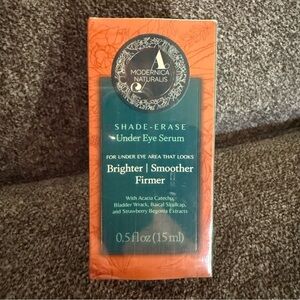 A
MODERNICA
NATURALIS
SHADE-ERASE
Under Eye Serum
FOR UNDER EYE AREA THAT LOOKS
Brighter | Smoother
Firmer
With Acacia Catechu,
Bladder Wrack, Baical Skullcap,
and Strawberry Begonia Extracts
0.5 fl oz (15 ml)